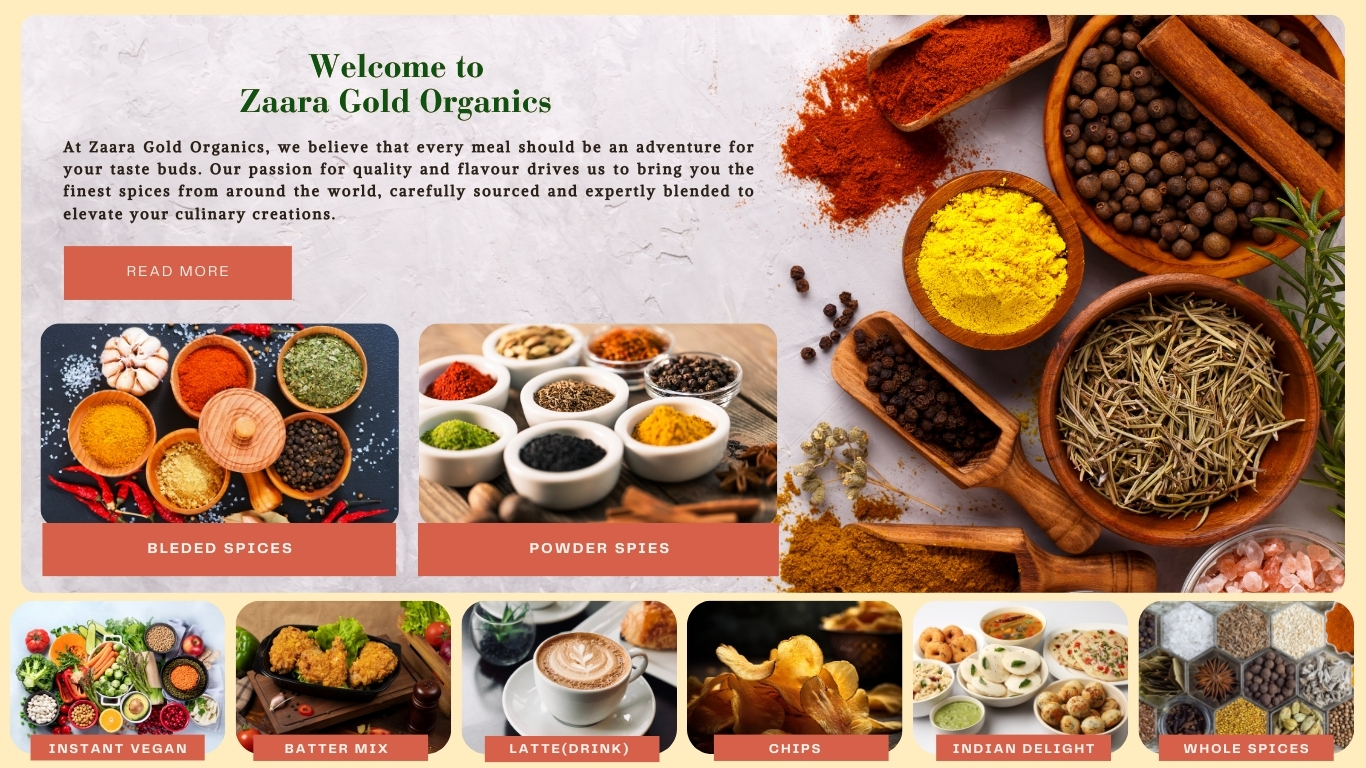 Welcome to
Zaara Gold Organics
At Zaara Gold Organics, we believe that every meal should be an adventure for
your taste buds. Our passion for quality and flavour drives us to bring you the
finest spices from around the world, carefully sourced and expertly blended to
elevate your culinary creations.
READ MORE
BLEDED SPICES
POWDER SPIES
INSTANT VEGAN
BATTER MIX
LATTE(DRINK)
CHIPS
INDIAN DELIGHT
WHOLE SPICES